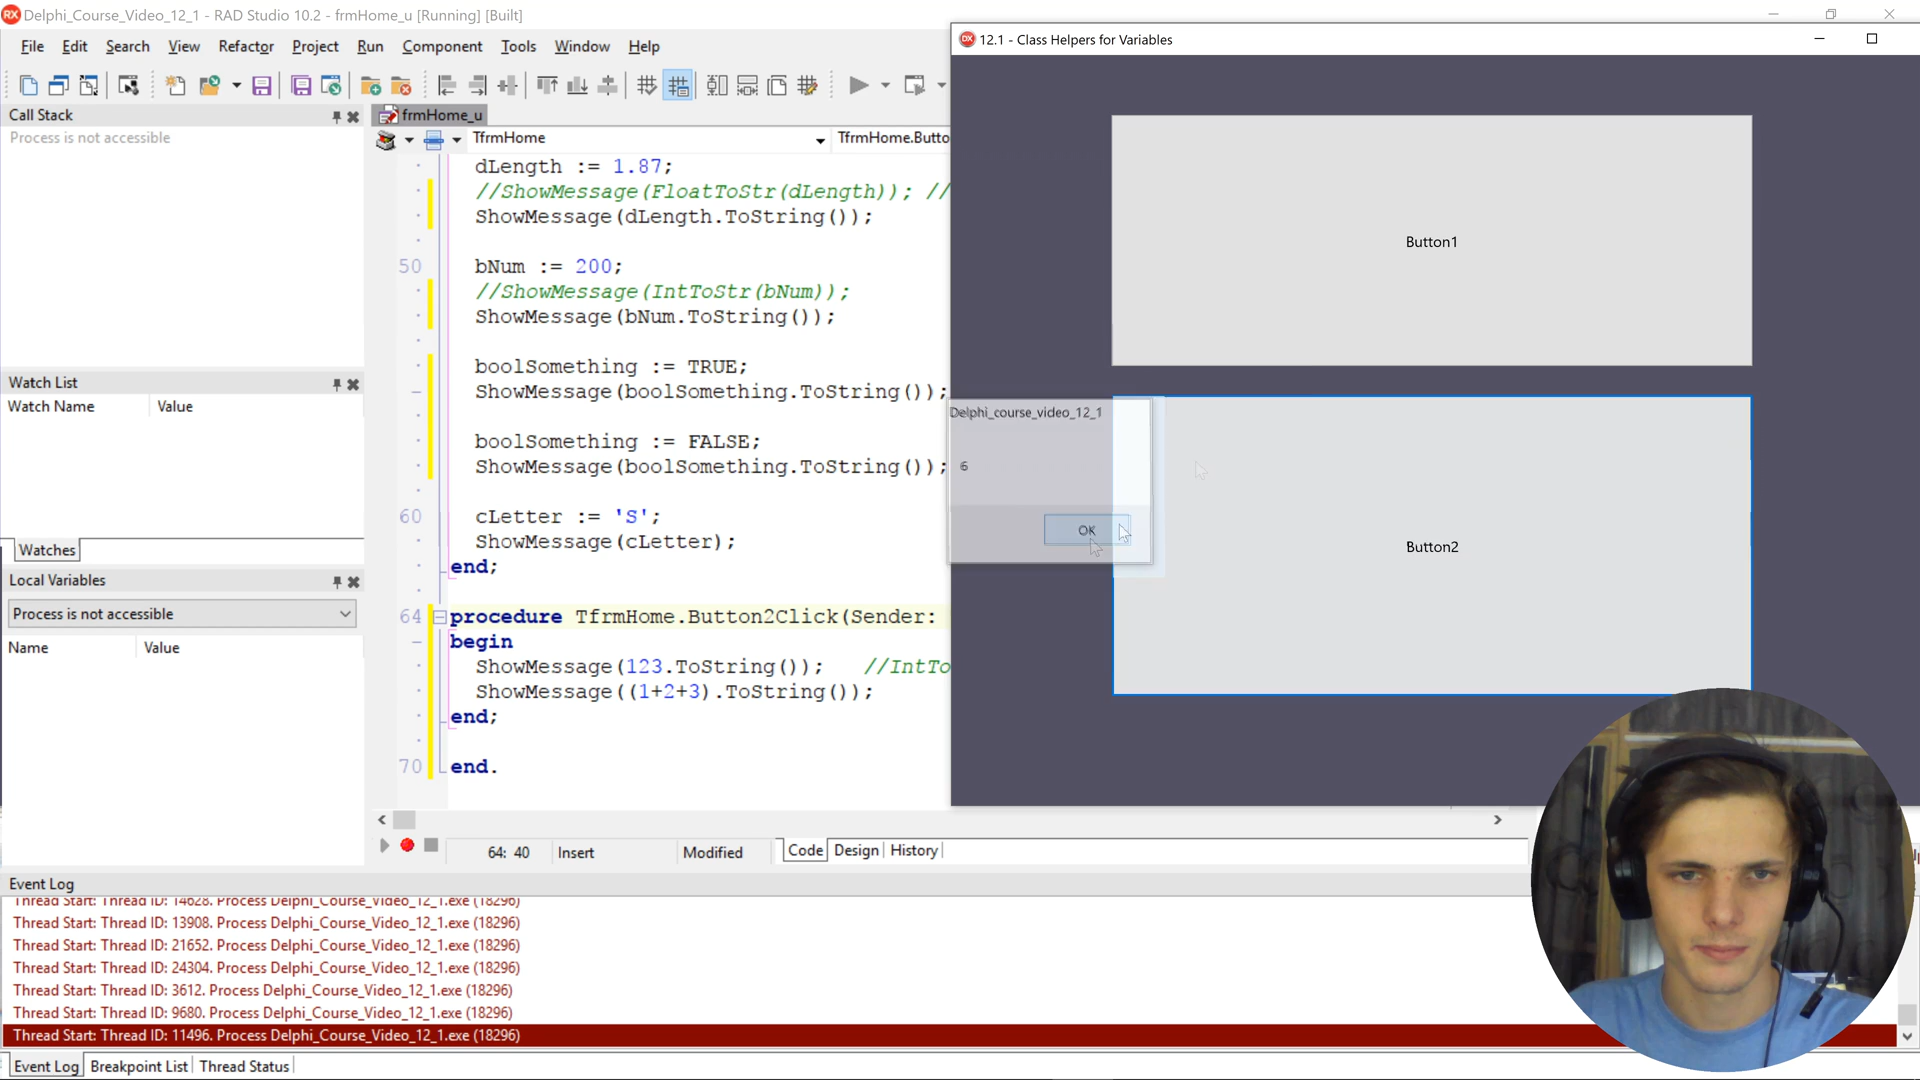 Delphi_Course_Video_12_1 - RAD Studio 10.2 - frmHome_u [Running] [Built]
File Edit Search View Refactor Project Run Component Tools Window Help
12.1 - Class Helpers for Variables
Call Stack
Process is not accessible
frmHome_u
TfrmHome
TfrmHome.Butto
dLength := 1.87;
//ShowMessage(FloatToStr(dLength)); //
ShowMessage(dLength.ToString());
50 bNum := 200;
//ShowMessage(IntToStr(bNum));
ShowMessage(bNum.ToString());
boolSomething := TRUE;
ShowMessage(boolSomething.ToString());
boolSomething := FALSE;
ShowMessage(boolSomething.ToString());
60 cLetter := 'S';
ShowMessage(cLetter);
end;
64 procedure TfrmHome.Button2Click(Sender:
begin
ShowMessage(123.ToString()); //IntTo
ShowMessage((1+2+3).ToString());
end;
70 end.
Button1
Delphi_course_video_12_1
6
OK
Button2
Watch List
Watch Name Value
Watches
Local Variables
Process is not accessible
Name Value
64: 40 Insert Modified Code Design History
Event Log
Thread Start: Thread ID: 14628. Process Delphi_Course_Video_12_1.exe (18296)
Thread Start: Thread ID: 13908. Process Delphi_Course_Video_12_1.exe (18296)
Thread Start: Thread ID: 21652. Process Delphi_Course_Video_12_1.exe (18296)
Thread Start: Thread ID: 24304. Process Delphi_Course_Video_12_1.exe (18296)
Thread Start: Thread ID: 3612. Process Delphi_Course_Video_12_1.exe (18296)
Thread Start: Thread ID: 9680. Process Delphi_Course_Video_12_1.exe (18296)
Thread Start: Thread ID: 11496. Process Delphi_Course_Video_12_1.exe (18296)
Event Log Breakpoint List Thread Status